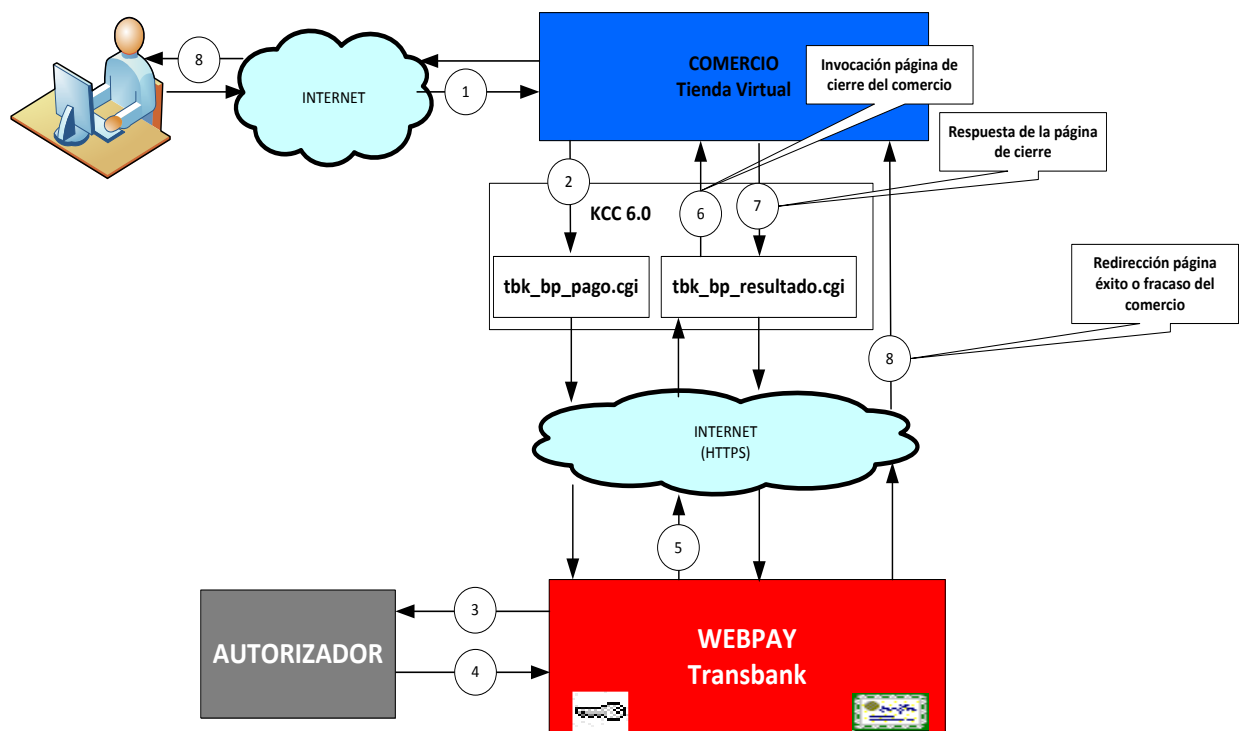 8
INTERNET
1
COMERCIO
Tienda Virtual
Invocación página de
cierre del comercio
Respuesta de la página
de cierre
2
KCC 6.0
6
7
tbk_bp_pago.cgi
tbk_bp_resultado.cgi
Redirección página
éxito o fracaso del
comercio
8
INTERNET
(HTTPS)
5
3
AUTORIZADOR
4
WEBPAY
Transbank